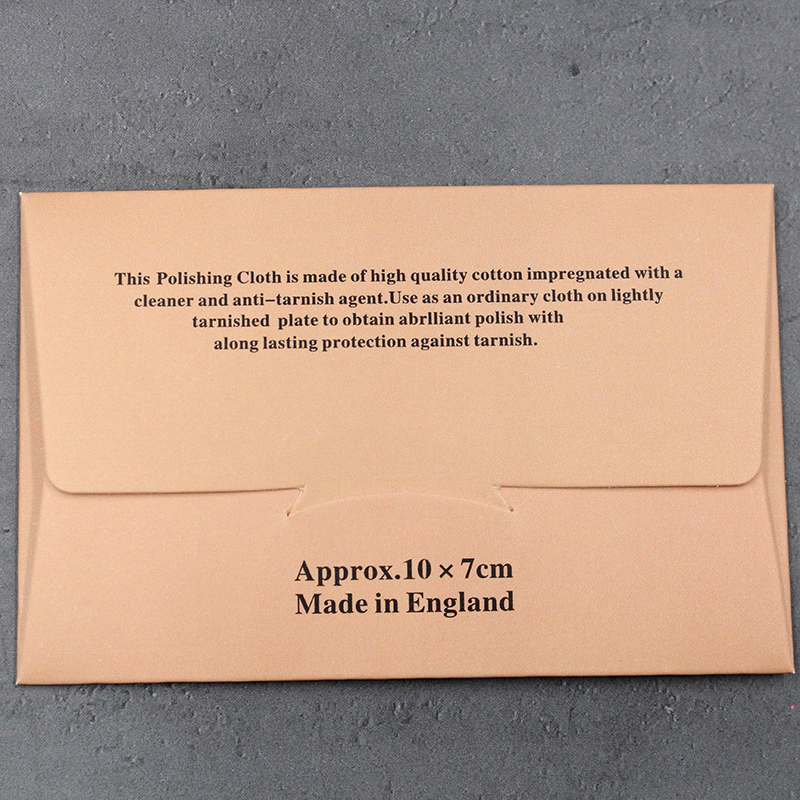 This Polishing Cloth is made of high quality cotton impregnated with a
cleaner and anti-tarnish agent.Use as an ordinary cloth on lightly
tarnished plate to obtain abrlliant polish with
along lasting protection against tarnish.
Approx.10 × 7cm
Made in England